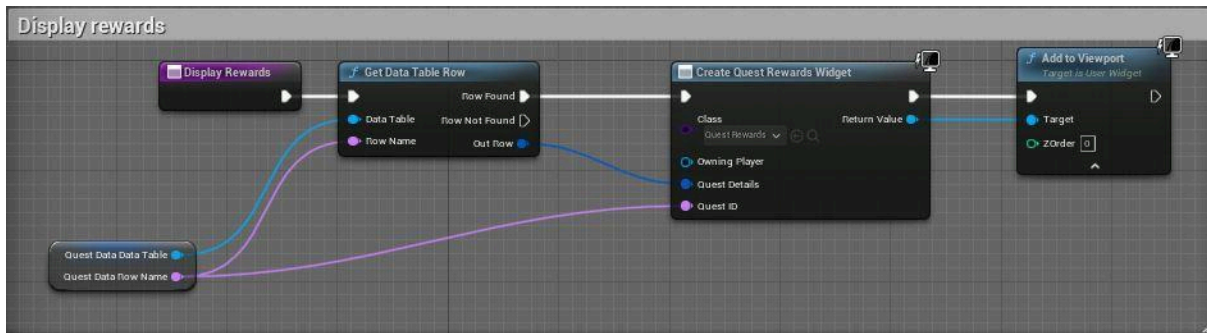 Display rewards
Display Rewards
Get Data Table Row
Row Found
Data Table
Row Not Found
Row Name
Out Row
Create Quest Rewards Widget
Class
Return Value
Quest Rewards
Owning Player
Quest Details
Quest ID
Add to Viewport
Target is User Widget
Target
ZOrder 0
Quest Data Data Table
Quest Data Row Name